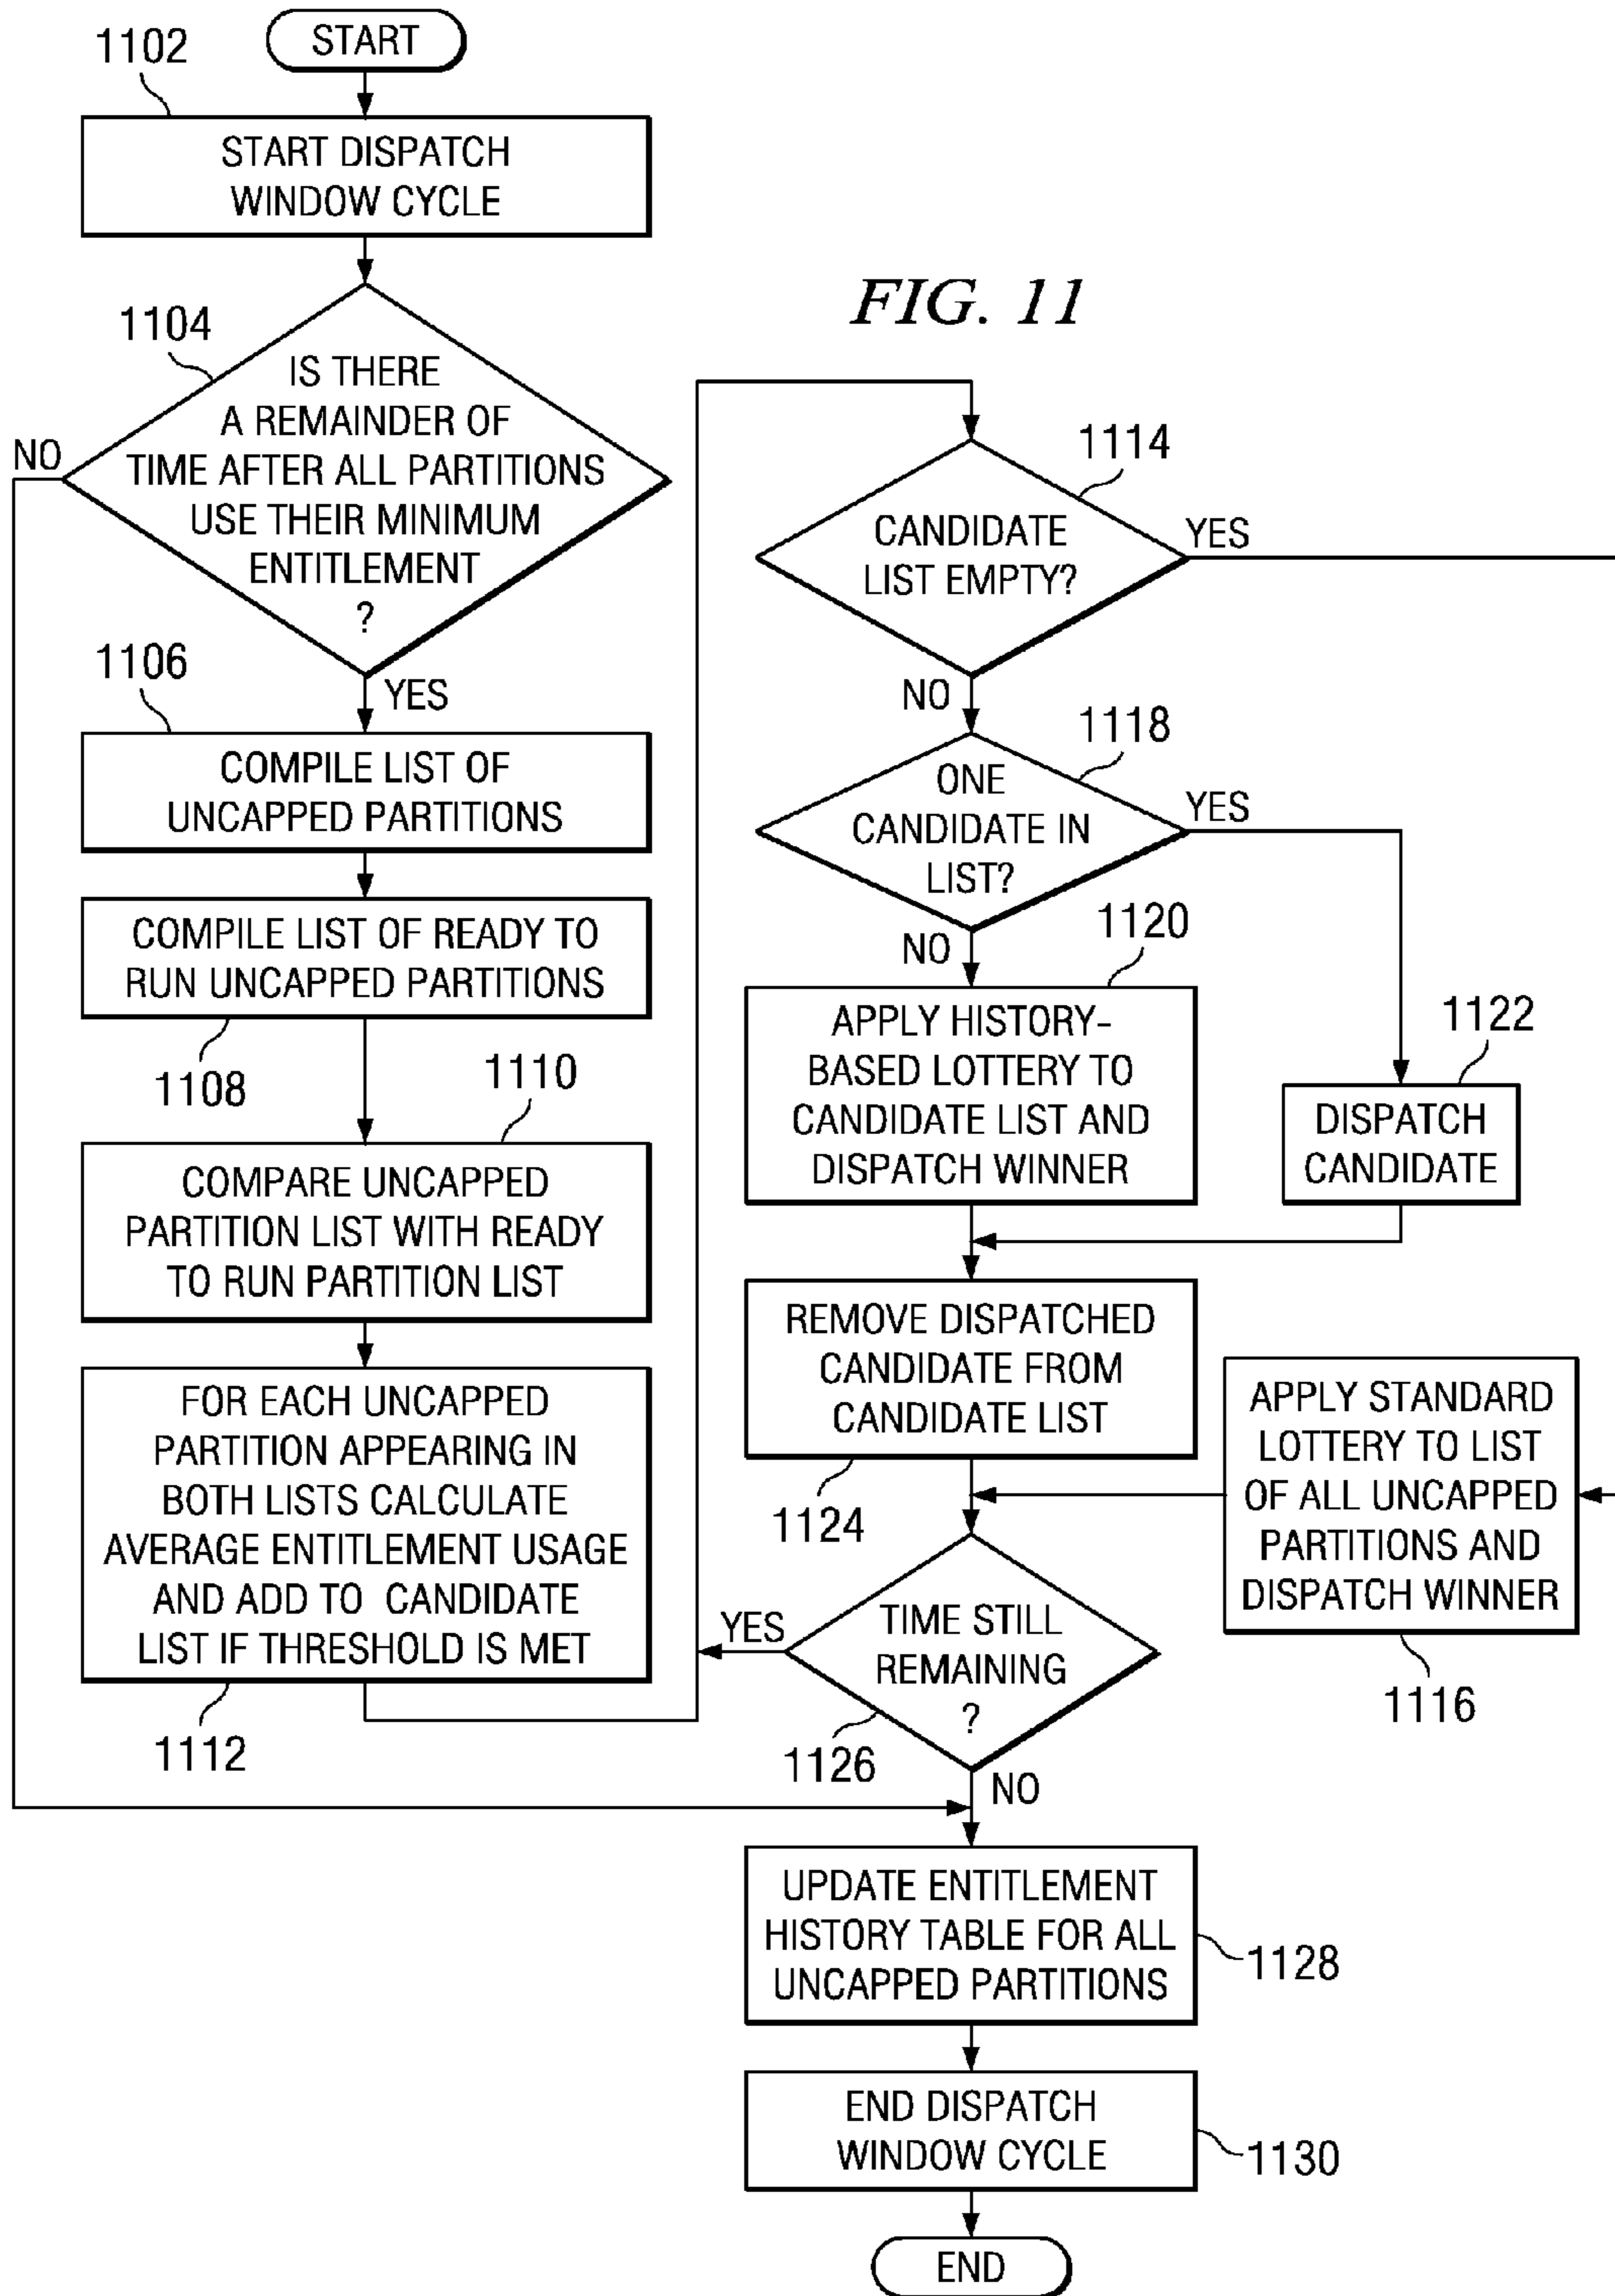 START
1102
START DISPATCH
WINDOW CYCLE
FIG. 11
1104
IS THERE
A REMAINDER OF
TIME AFTER ALL PARTITIONS
USE THEIR MINIMUM
ENTITLEMENT
?
NO
YES
1106
COMPILE LIST OF
UNCAPPED PARTITIONS
COMPILE LIST OF READY TO
RUN UNCAPPED PARTITIONS
1108
1110
COMPARE UNCAPPED
PARTITION LIST WITH READY
TO RUN PARTITION LIST
FOR EACH UNCAPPED
PARTITION APPEARING IN
BOTH LISTS CALCULATE
AVERAGE ENTITLEMENT USAGE
AND ADD TO CANDIDATE
LIST IF THRESHOLD IS MET
1112
1114
CANDIDATE
LIST EMPTY?
YES
NO
1118
ONE
CANDIDATE IN
LIST?
YES
NO
1120
APPLY HISTORY-
BASED LOTTERY TO
CANDIDATE LIST AND
DISPATCH WINNER
1122
DISPATCH
CANDIDATE
REMOVE DISPATCHED
CANDIDATE FROM
CANDIDATE LIST
1124
APPLY STANDARD
LOTTERY TO LIST
OF ALL UNCAPPED
PARTITIONS AND
DISPATCH WINNER
1116
TIME STILL
REMAINING
?
YES
1126
NO
UPDATE ENTITLEMENT
HISTORY TABLE FOR ALL
UNCAPPED PARTITIONS
1128
END DISPATCH
WINDOW CYCLE
1130
END